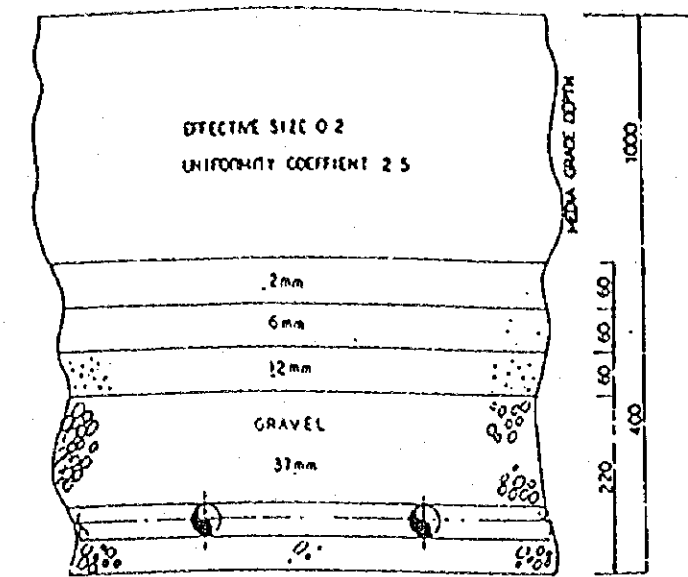 EFFECTIVE SIZE 0.2
UNIFORMITY COEFFIENT 2.5
2mm
6mm
12mm
GRAVEL
37mm
MEDIA GRADE DEPTH
1000
60
60
60
220
400